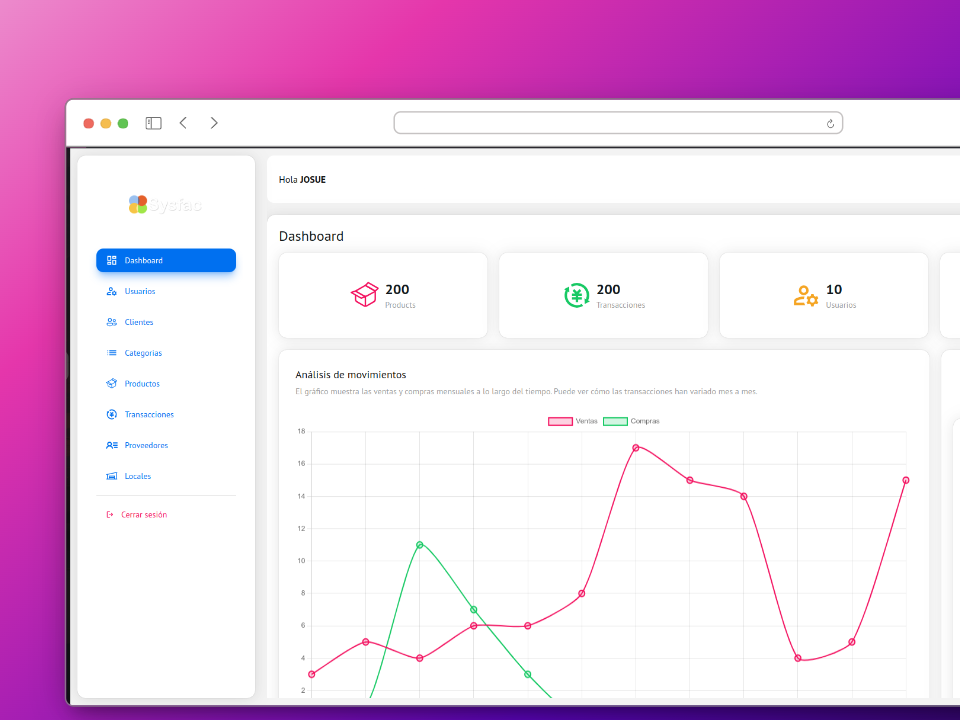 Sysfac
Dashboard
Usuarios
Clientes
Categorias
Productos
Transacciones
Proveedores
Locales
Cerrar sesión
Hola JOSUE
Dashboard
200
Products
200
Transacciones
10
Usuarios
Análisis de movimientos
El gráfico muestra las ventas y compras mensuales a lo largo del tiempo. Puede ver cómo las transacciones han variado mes a mes.
Ventas Compras
18
16
14
12
10
8
6
4
2